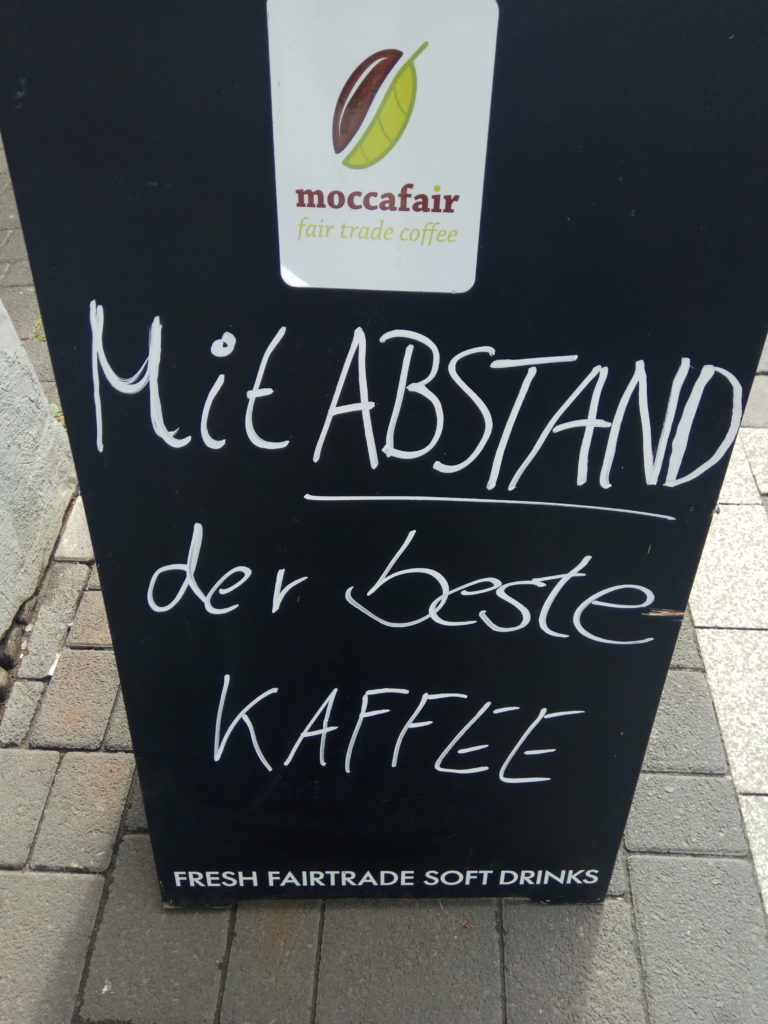 moccafair
fair trade coffee
Mit ABSTAND
der beste
KAFFEE
FRESH FAIRTRADE SOFT DRINKS